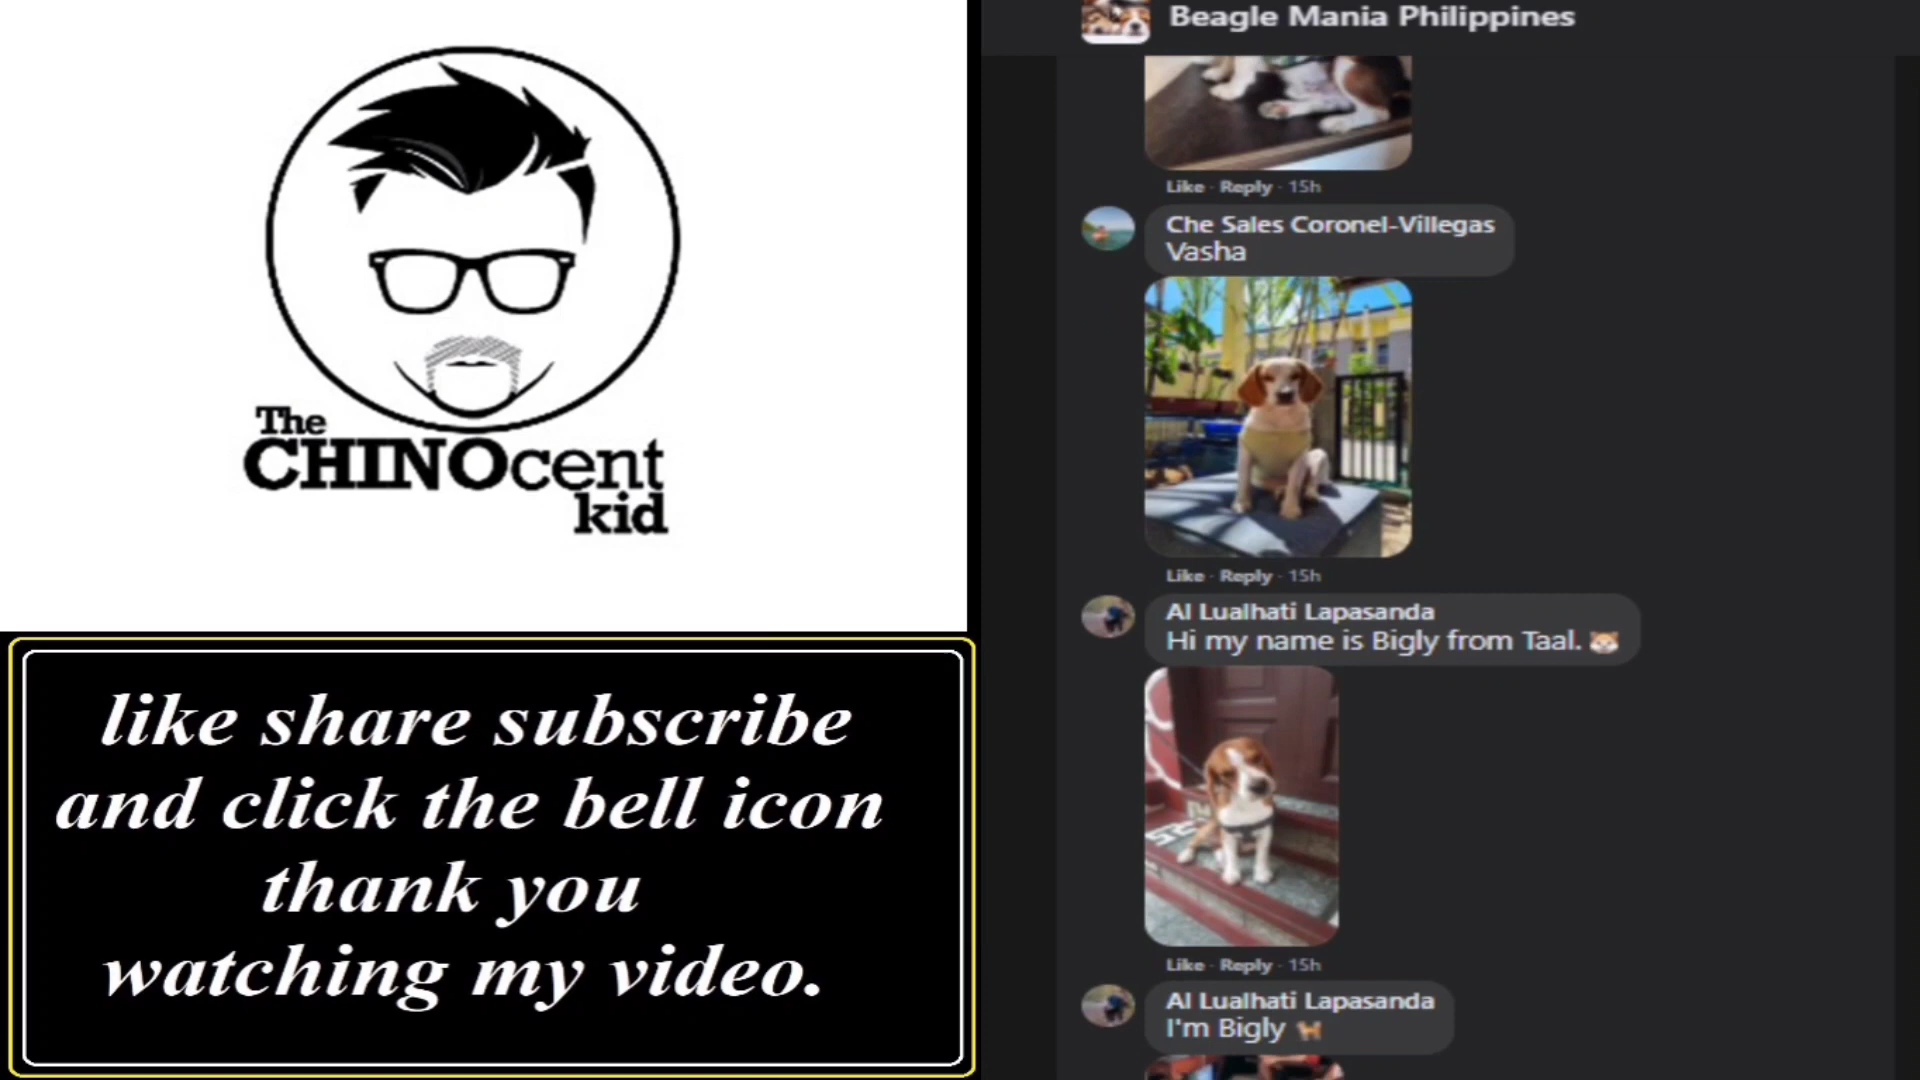 The
CHINOcent
kid
like share subscribe
and click the bell icon
thank you
watching my video.
Beagle Mania Philippines
Like · Reply · 15h
Che Sales Coronel-Villegas
Vasha
Like · Reply · 15h
Al Lualhati Lapasanda
Hi my name is Bigly from Taal. 🐹
Like · Reply · 15h
Al Lualhati Lapasanda
I'm Bigly 🐕